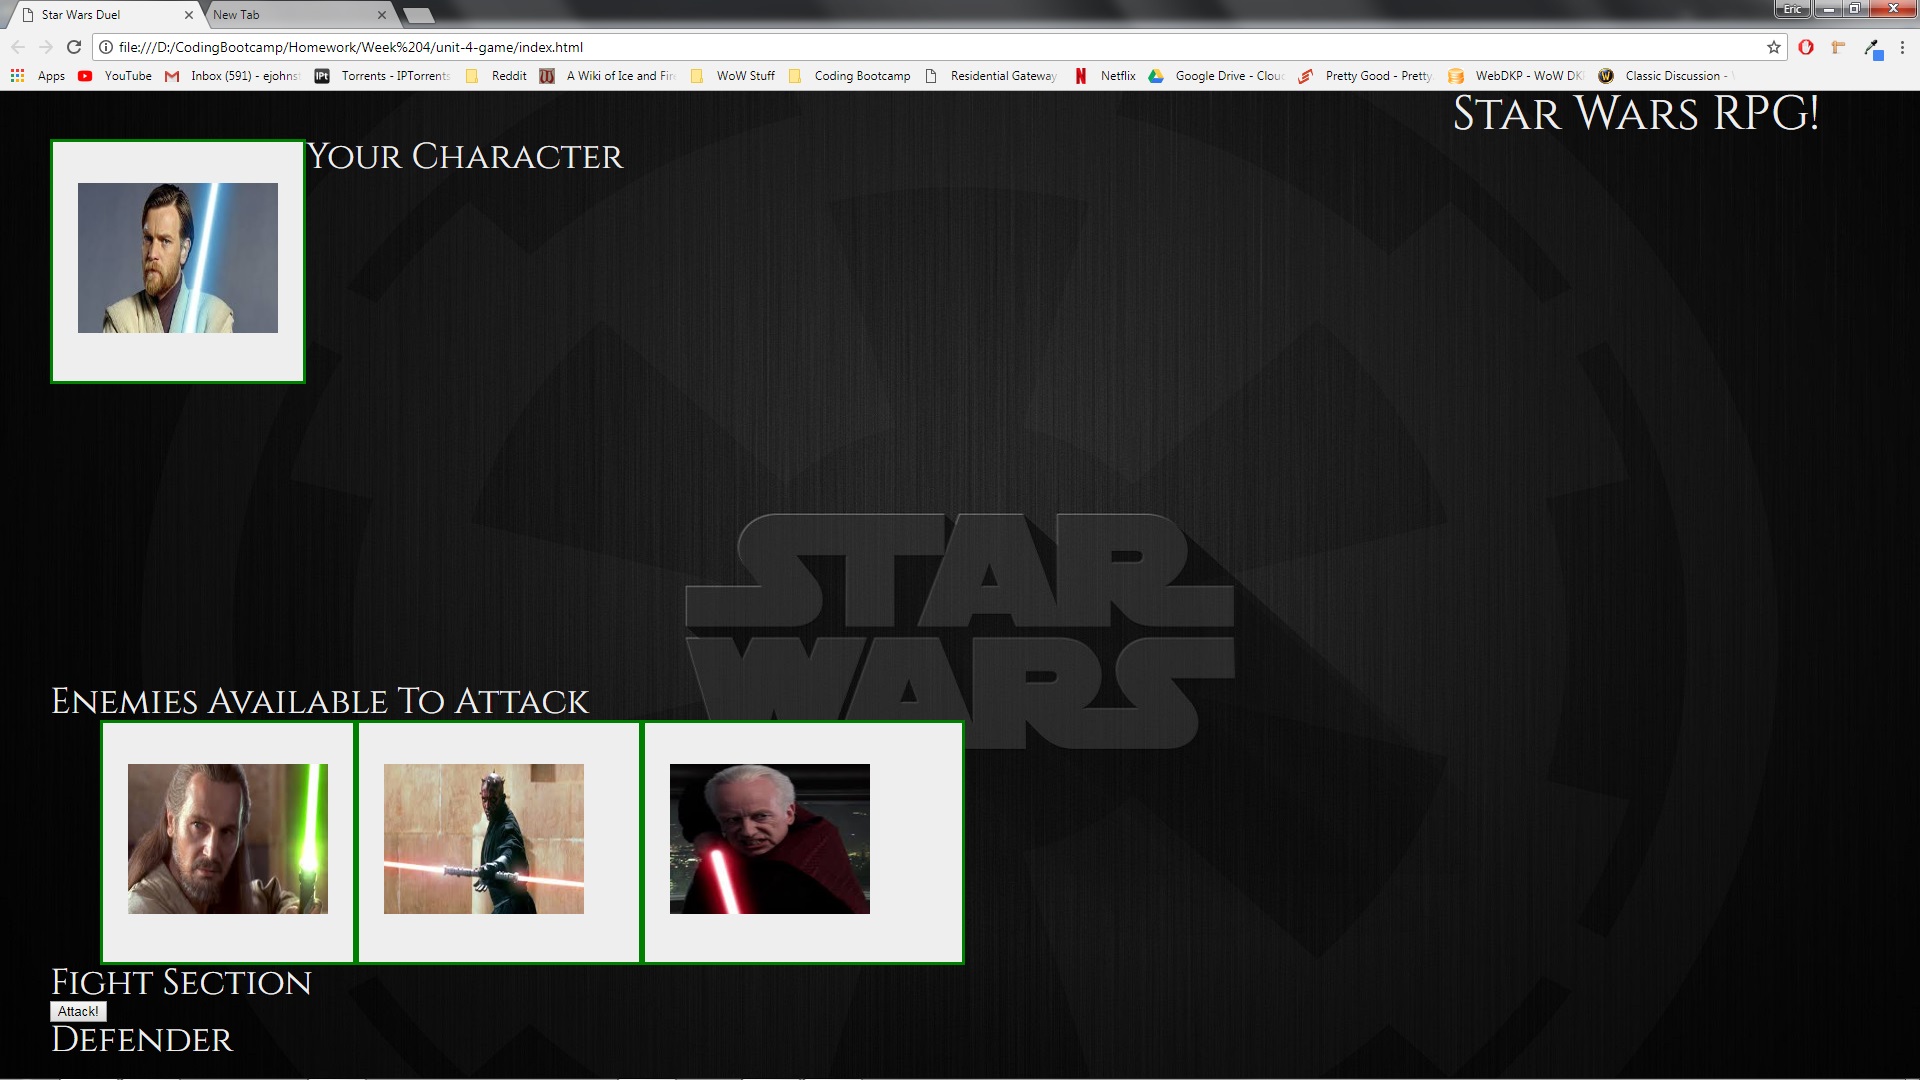 Star Wars Duel
New Tab
Eric
file:///D:/CodingBootcamp/Homework/Week%204/unit-4-game/index.html
Apps YouTube Inbox (591) - ejohns Torrents - IPTorrents Reddit A Wiki of Ice and Fir WoW Stuff Coding Bootcamp Residential Gateway Netflix Google Drive - Clou Pretty Good - Pretty WebDKP - WoW DK Classic Discussion -
Star Wars RPG!
Your Character
STAR
WARS
Enemies Available To Attack
Fight Section
Attack!
Defender